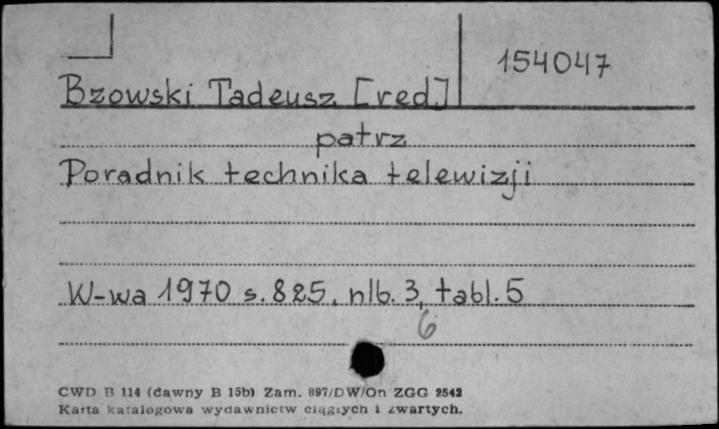 154047
Bzowski Tadeusz [red.]
patrz
Poradnik technika telewizji
W-wa 1970 s. 825, nlb. 3, tabl. 5
6
CWD B 114 (dawny B 15b) Zam. 897/DW/On ZGG 2542
Karta katalogowa wydawnictw ciągłych i zwartych.